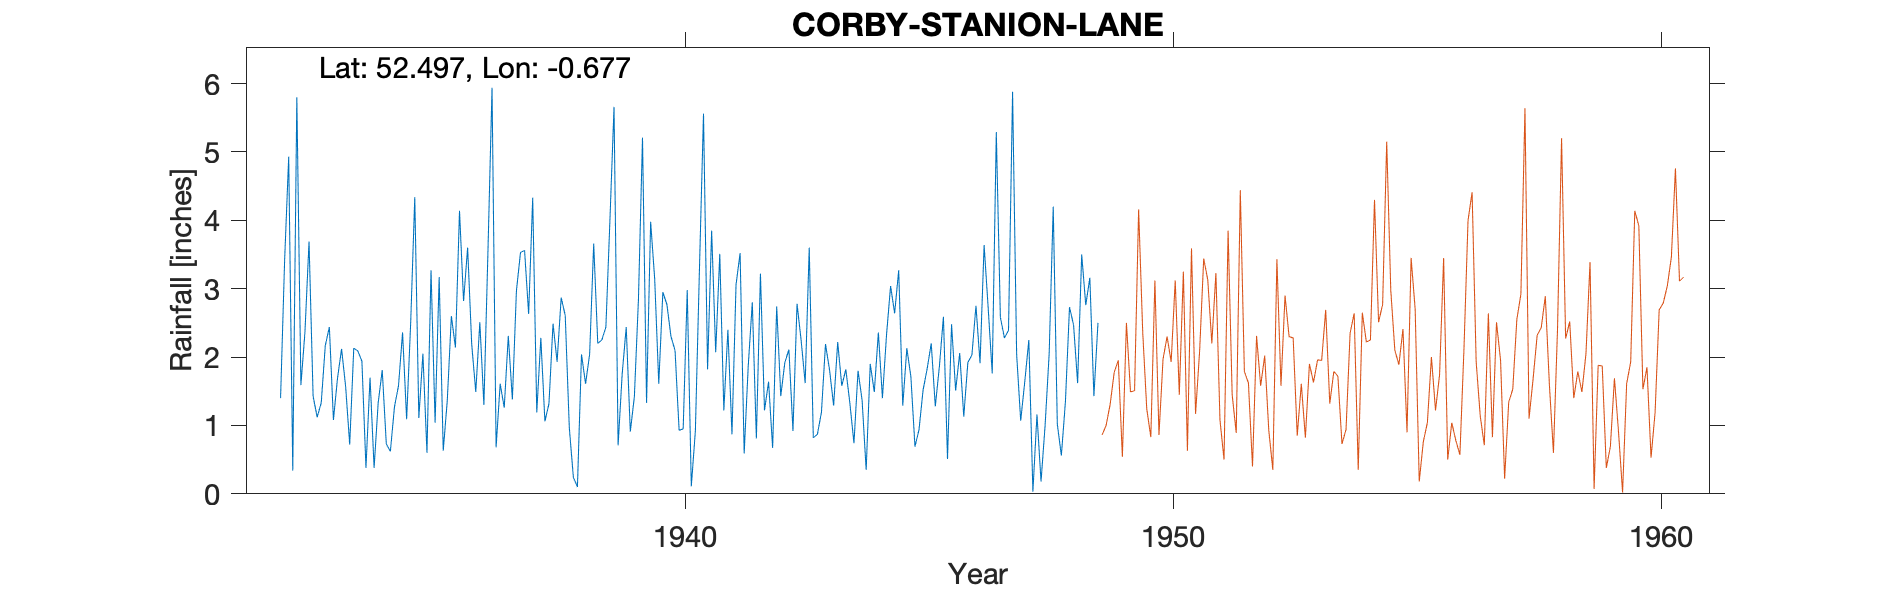 CORBY-STANION-LANE
Lat: 52.497, Lon: -0.677
Rainfall [inches]
6
5
4
3
2
1
0
1940
1950
1960
Year